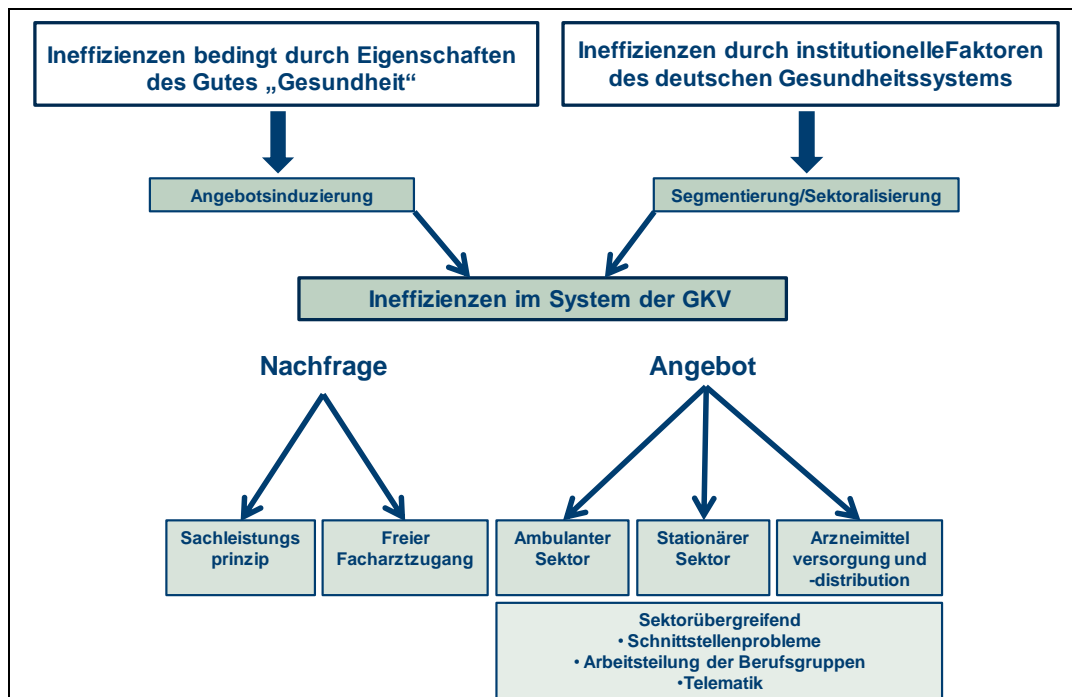 Ineffizienzen bedingt durch Eigenschaften
des Gutes „Gesundheit“
Ineffizienzen durch institutionelleFaktoren
des deutschen Gesundheitssystems
Angebotsinduzierung
Segmentierung/Sektoralisierung
Ineffizienzen im System der GKV
Nachfrage
Angebot
Sachleistungs
prinzip
Freier
Facharztzugang
Ambulanter
Sektor
Stationärer
Sektor
Arzneimittel
versorgung und
-distribution
Sektorübergreifend
• Schnittstellenprobleme
• Arbeitsteilung der Berufsgruppen
•Telematik